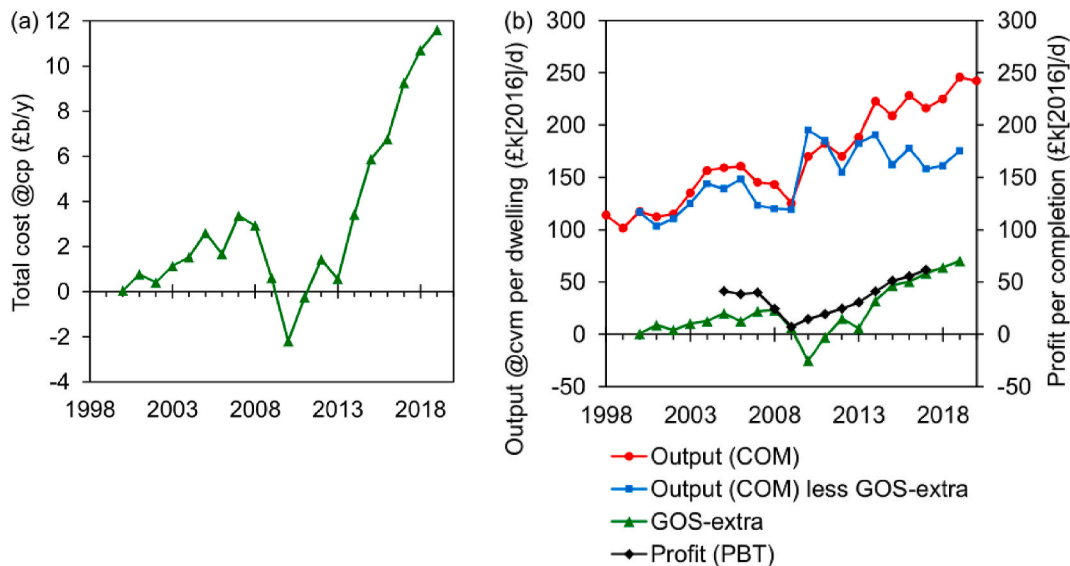 (a)
12
10
8
6
4
2
0
-2
-4
Total cost @cp (£b/y)
1998 2003 2008 2013 2018
(b)
300
250
200
150
100
50
0
-50
Output @cvm per dwelling (£k[2016]/d)
300
250
200
150
100
50
0
-50
Profit per completion (£k[2016]/d)
1998 2003 2008 2013 2018
Output (COM)
Output (COM) less GOS-extra
GOS-extra
Profit (PBT)